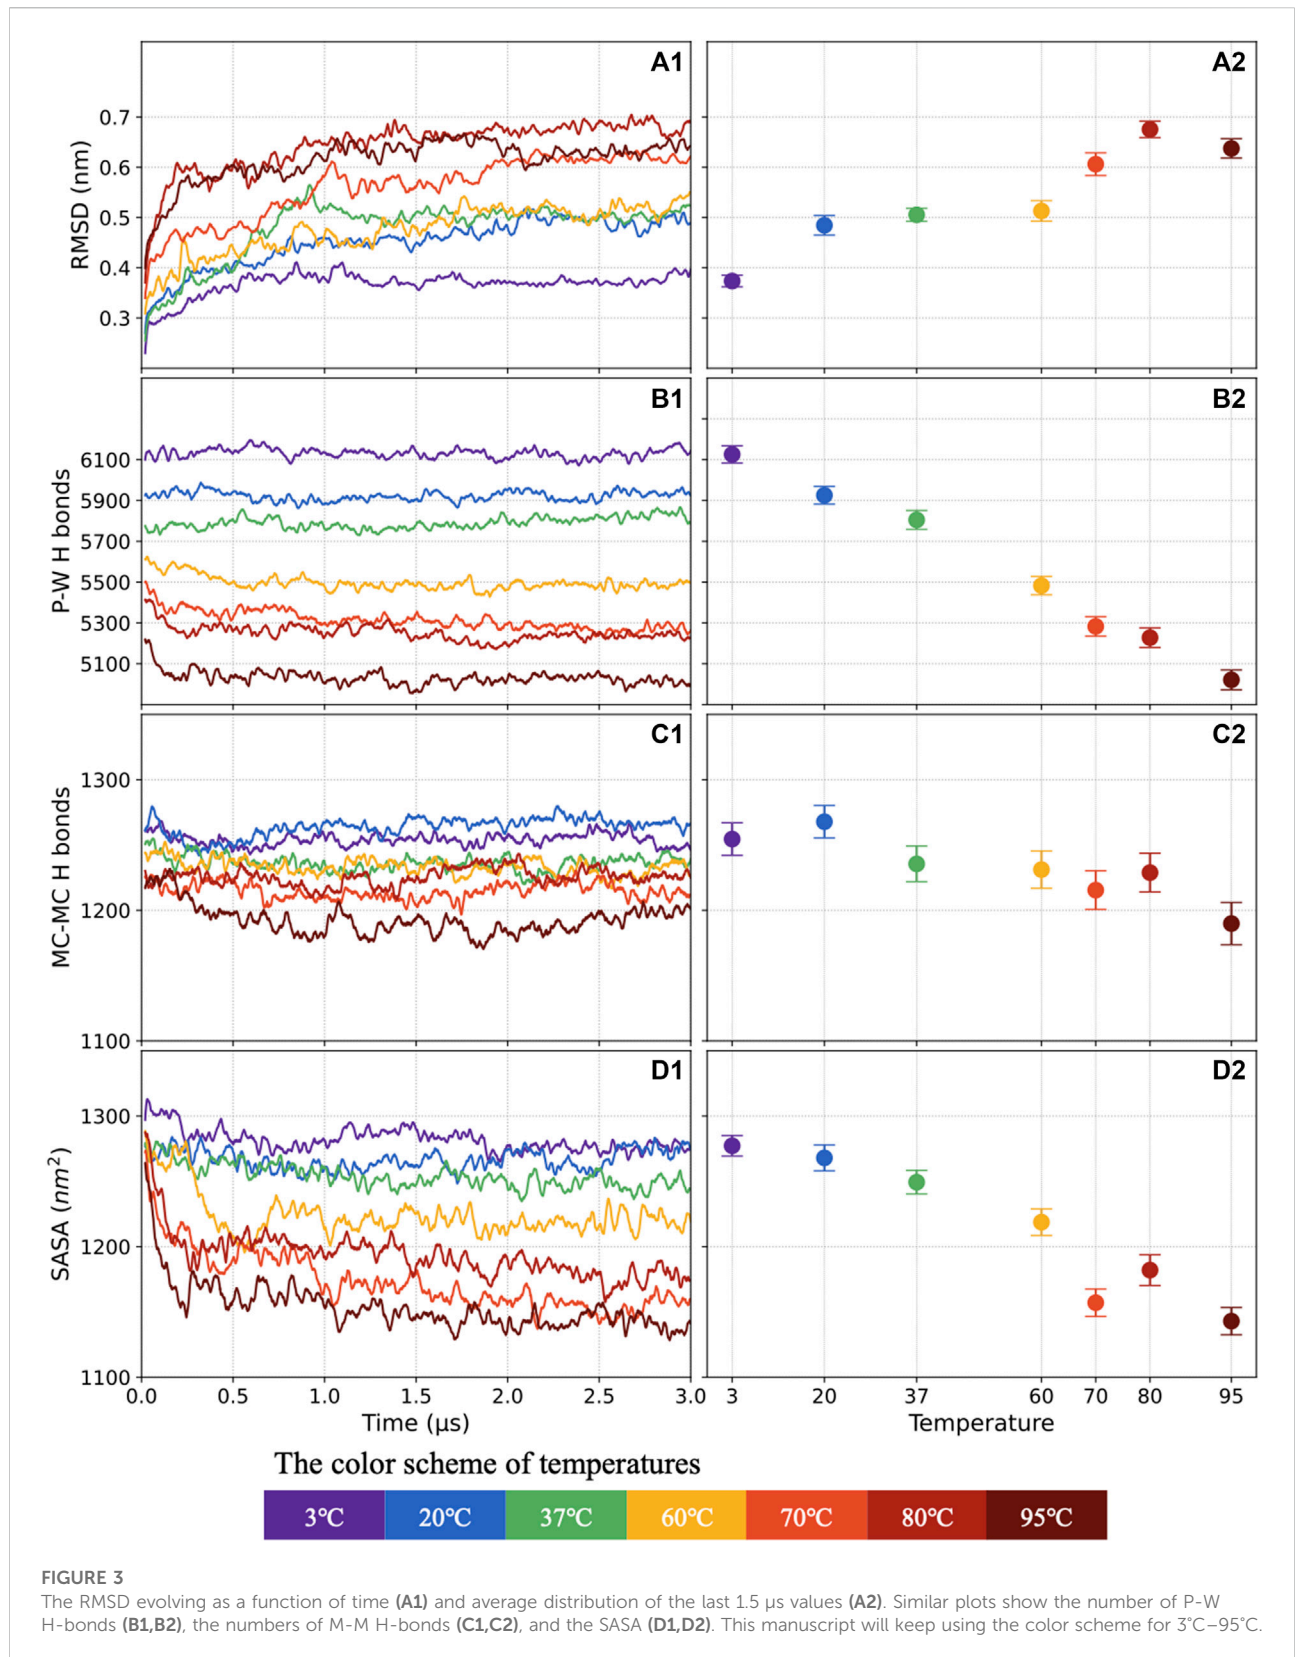 A1
A2
RMSD (nm)
0.7
0.6
0.5
0.4
0.3
B1
B2
P-W H bonds
6100
5900
5700
5500
5300
5100
C1
C2
MC-MC H bonds
1300
1200
1100
D1
D2
SASA (nm²)
1300
1200
1100
0.0 0.5 1.0 1.5 2.0 2.5 3.0 3 20 37 60 70 80 95
Time (μs) Temperature
The color scheme of temperatures
3℃ 20℃ 37℃ 60℃ 70℃ 80℃ 95℃
FIGURE 3
The RMSD evolving as a function of time (A1) and average distribution of the last 1.5 μs values (A2). Similar plots show the number of P-W
H-bonds (B1,B2), the numbers of M-M H-bonds (C1,C2), and the SASA (D1,D2). This manuscript will keep using the color scheme for 3°C–95°C.